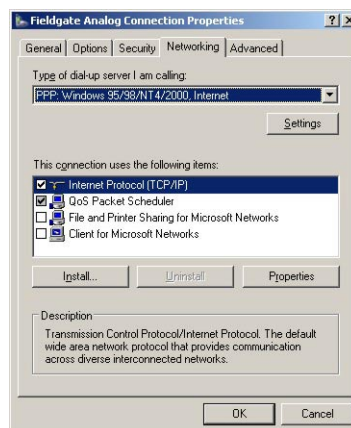 Fieldgate Analog Connection Properties
General Options Security Networking Advanced
Type of dial-up server I am calling:
PPP: Windows 95/98/NT4/2000, Internet
Settings
This connection uses the following items:
Internet Protocol (TCP/IP)
QoS Packet Scheduler
File and Printer Sharing for Microsoft Networks
Client for Microsoft Networks
Install... Uninstall Properties
Description
Transmission Control Protocol/Internet Protocol. The default
wide area network protocol that provides communication
across diverse interconnected networks.
OK Cancel